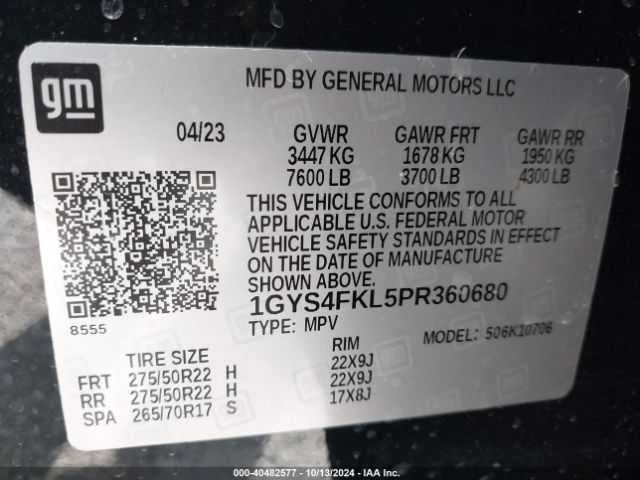 gm
MFD BY GENERAL MOTORS LLC
04/23 GVWR GAWR FRT GAWR RR
3447 KG 1678 KG 1950 KG
7600 LB 3700 LB 4300 LB
THIS VEHICLE CONFORMS TO ALL
APPLICABLE U.S. FEDERAL MOTOR
VEHICLE SAFETY STANDARDS IN EFFECT
ON THE DATE OF MANUFACTURE
SHOWN ABOVE.
1GYS4FKL5PR360680
8555
TYPE: MPV MODEL: 506K10706
TIRE SIZE RIM
FRT 275/50R22 H 22X9J
RR 275/50R22 H 22X9J
SPA 265/70R17 S 17X8J
000-40482577 - 10/13/2024 - IAA Inc.